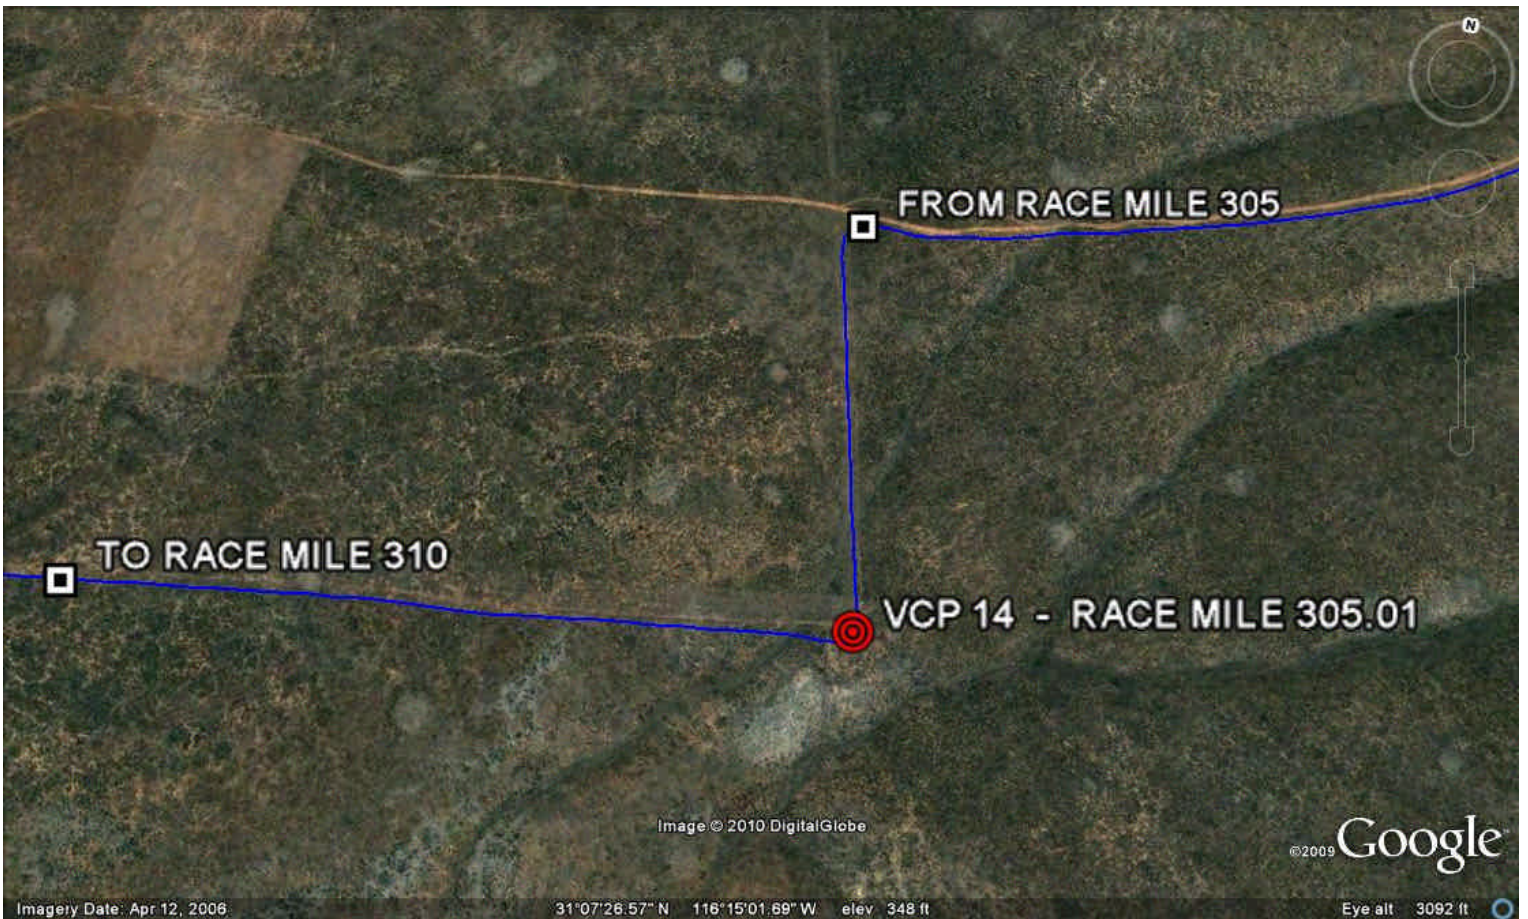 N
FROM RACE MILE 305
TO RACE MILE 310
VCP 14 - RACE MILE 305.01
Image © 2010 DigitalGlobe
©2009 Google
Imagery Date: Apr 12, 2006 31°07'26.57" N 116°15'01.69" W elev 348 ft Eye alt 3092 ft